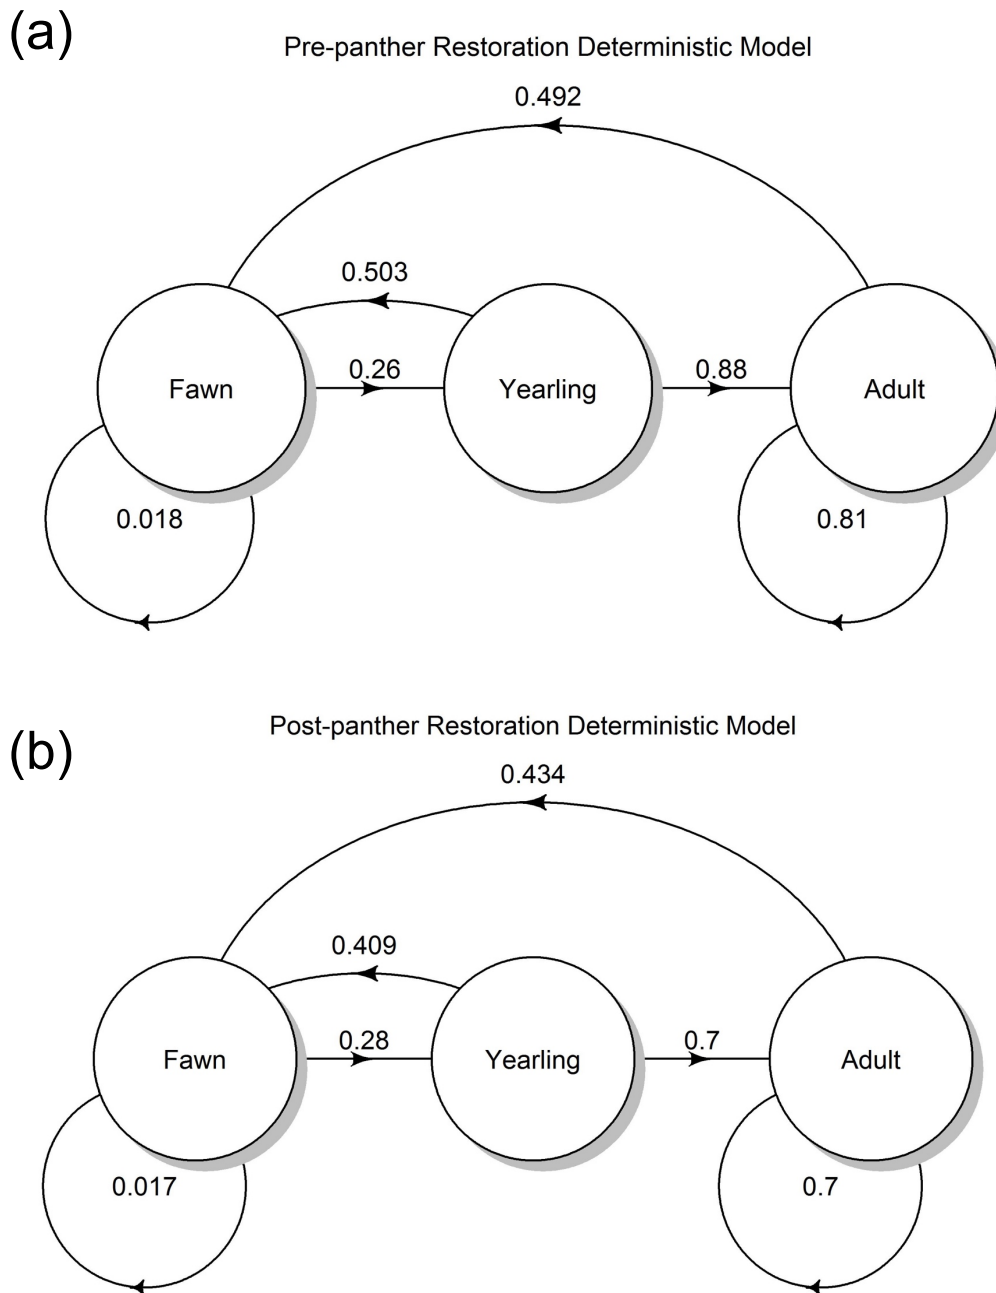 (a)
Pre-panther Restoration Deterministic Model
0.492
0.503
0.26
0.88
Fawn
Yearling
Adult
0.018
0.81
Post-panther Restoration Deterministic Model
(b)
0.434
0.409
0.28
0.7
Fawn
Yearling
Adult
0.017
0.7